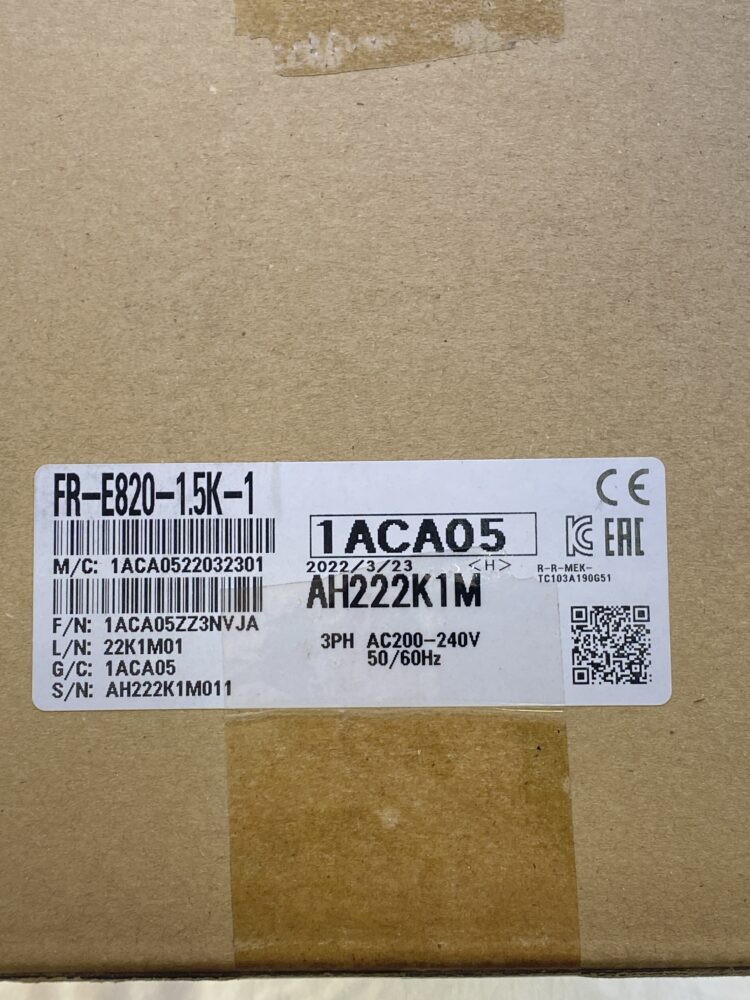 FR-E820-1.5K-1
M/C: 1ACA0522032301
F/N: 1ACA05ZZ3NVJA
L/N: 22K1M01
G/C: 1ACA05
S/N: AH222K1M011
1ACA05
2022/3/23 <H>
AH222K1M
3PH AC200-240V
50/60Hz
CE
KC EAC
R-R-MEK-
TC103A190G51